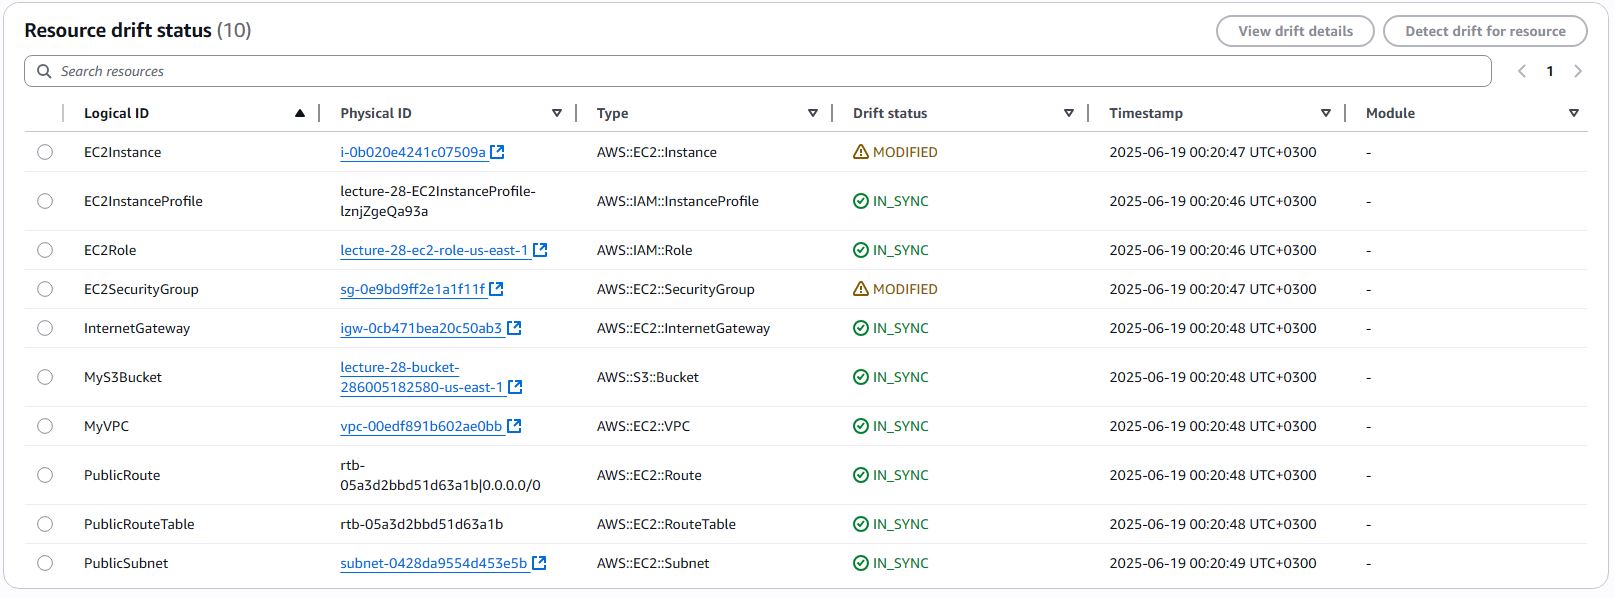 Resource drift status (10)
View drift details
Detect drift for resource
Search resources
1
Logical ID Physical ID Type Drift status Timestamp Module
EC2Instance i-0b020e4241c07509a AWS::EC2::Instance MODIFIED 2025-06-19 00:20:47 UTC+0300 -
EC2InstanceProfile lecture-28-EC2InstanceProfile-
lznjZgeQa93a AWS::IAM::InstanceProfile IN_SYNC 2025-06-19 00:20:46 UTC+0300 -
EC2Role lecture-28-ec2-role-us-east-1 AWS::IAM::Role IN_SYNC 2025-06-19 00:20:46 UTC+0300 -
EC2SecurityGroup sg-0e9bd9ff2e1a1f11f AWS::EC2::SecurityGroup MODIFIED 2025-06-19 00:20:47 UTC+0300 -
InternetGateway igw-0cb471bea20c50ab3 AWS::EC2::InternetGateway IN_SYNC 2025-06-19 00:20:48 UTC+0300 -
MyS3Bucket lecture-28-bucket-
286005182580-us-east-1 AWS::S3::Bucket IN_SYNC 2025-06-19 00:20:48 UTC+0300 -
MyVPC vpc-00edf891b602ae0bb AWS::EC2::VPC IN_SYNC 2025-06-19 00:20:48 UTC+0300 -
PublicRoute rtb-
05a3d2bbd51d63a1b|0.0.0.0/0 AWS::EC2::Route IN_SYNC 2025-06-19 00:20:48 UTC+0300 -
PublicRouteTable rtb-05a3d2bbd51d63a1b AWS::EC2::RouteTable IN_SYNC 2025-06-19 00:20:48 UTC+0300 -
PublicSubnet subnet-0428da9554d453e5b AWS::EC2::Subnet IN_SYNC 2025-06-19 00:20:49 UTC+0300 -